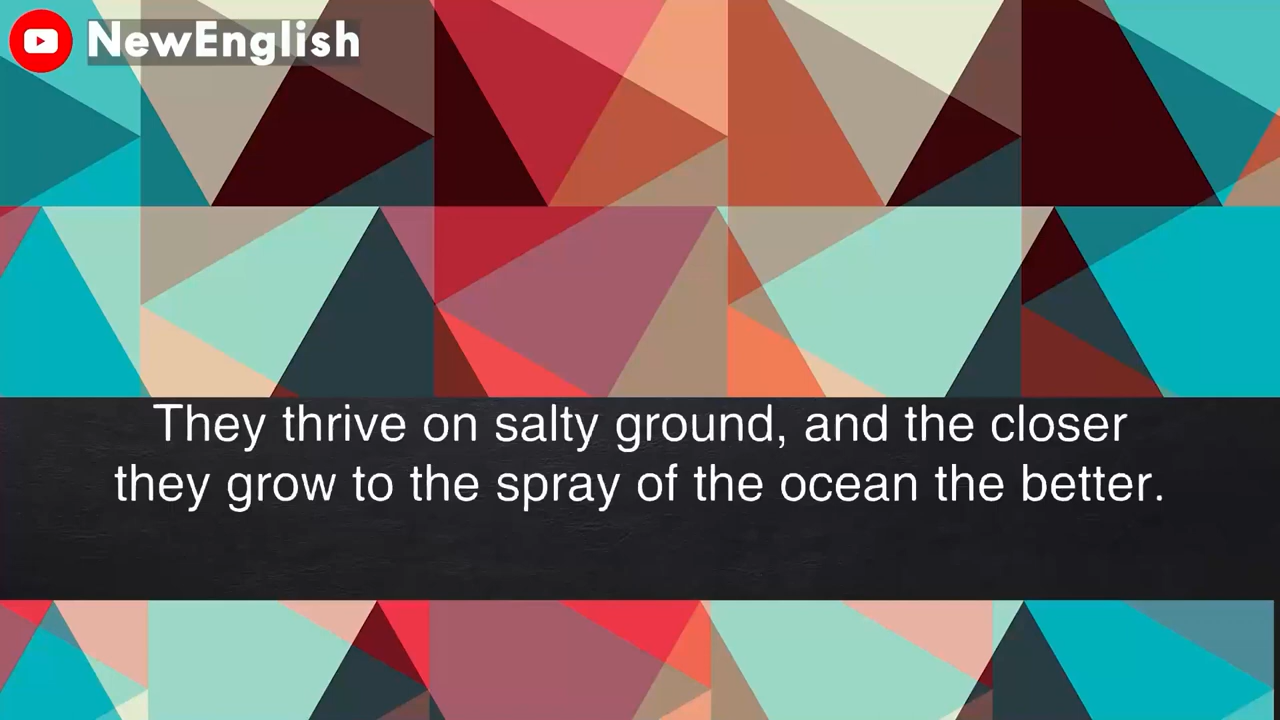 NewEnglish
They thrive on salty ground, and the closer
they grow to the spray of the ocean the better.